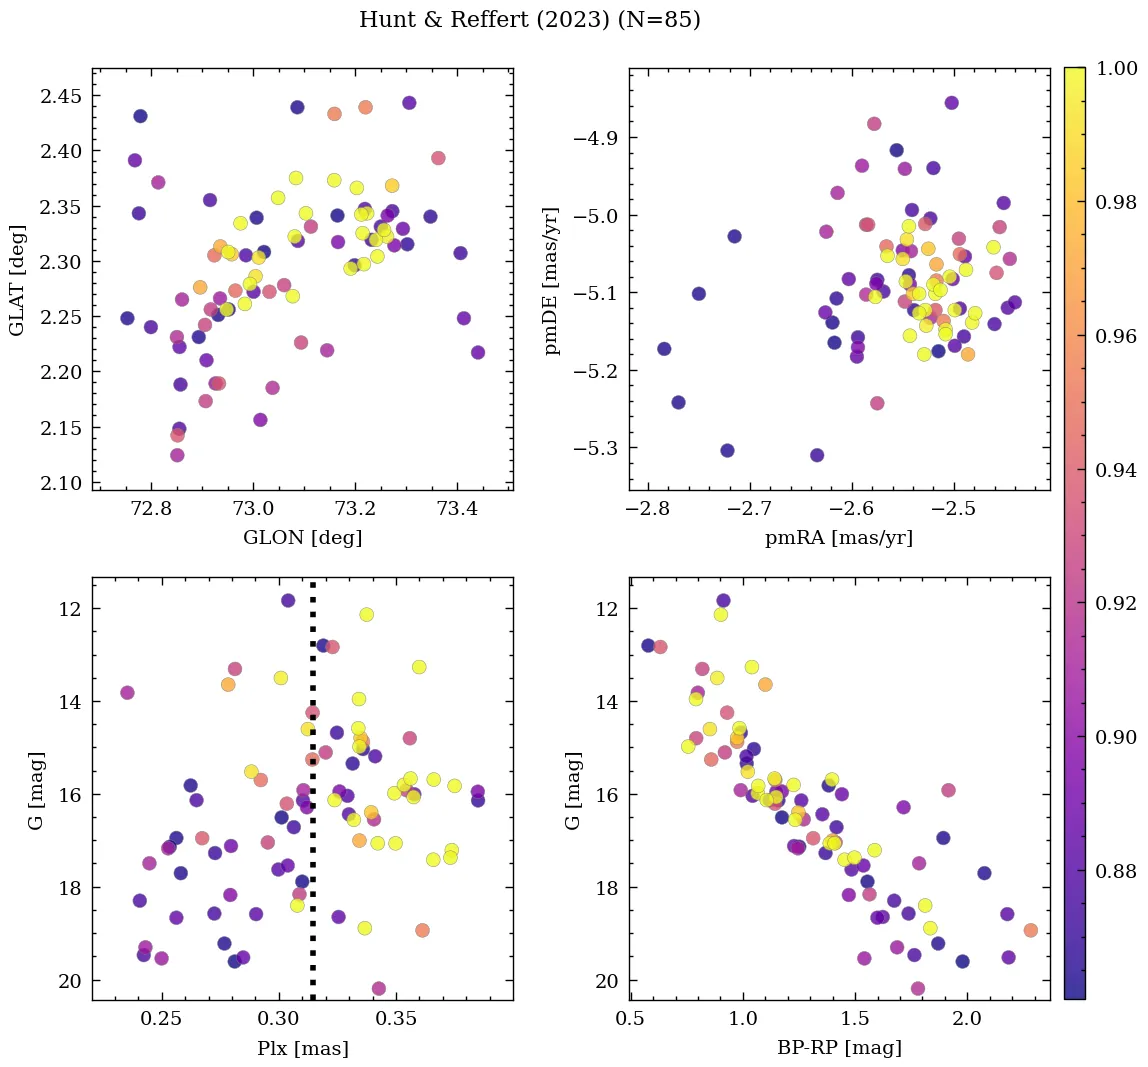 Hunt & Reffert (2023) (N=85)
2.45
2.40
2.35
2.30
2.25
2.20
2.15
2.10
GLAT [deg]
72.8 73.0 73.2 73.4
GLON [deg]
−4.9
−5.0
−5.1
−5.2
−5.3
pmDE [mas/yr]
−2.8 −2.7 −2.6 −2.5
pmRA [mas/yr]
12
14
16
18
20
G [mag]
0.25 0.30 0.35
Plx [mas]
12
14
16
18
20
G [mag]
0.5 1.0 1.5 2.0
BP-RP [mag]
1.00
0.98
0.96
0.94
0.92
0.90
0.88